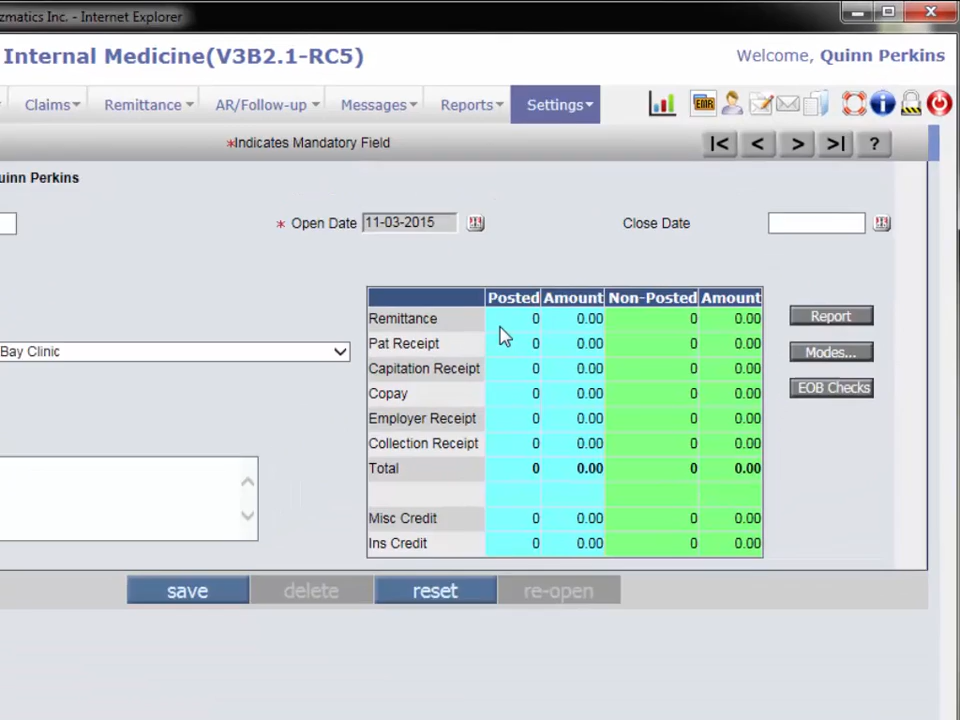 zmatics Inc. - Internet Explorer
Internal Medicine(V3B2.1-RC5)
Welcome, Quinn Perkins
Claims
Remittance
AR/Follow-up
Messages
Reports
Settings
EMR
*Indicates Mandatory Field
|<
<
>
>|
?
uinn Perkins
* Open Date 11-03-2015
Close Date
Posted Amount Non-Posted Amount
Remittance 0 0.00 0 0.00
Pat Receipt 0 0.00 0 0.00
Capitation Receipt 0 0.00 0 0.00
Copay 0 0.00 0 0.00
Employer Receipt 0 0.00 0 0.00
Collection Receipt 0 0.00 0 0.00
Total 0 0.00 0 0.00
Misc Credit 0 0.00 0 0.00
Ins Credit 0 0.00 0 0.00
Report
Modes...
EOB Checks
Bay Clinic
save
delete
reset
re-open